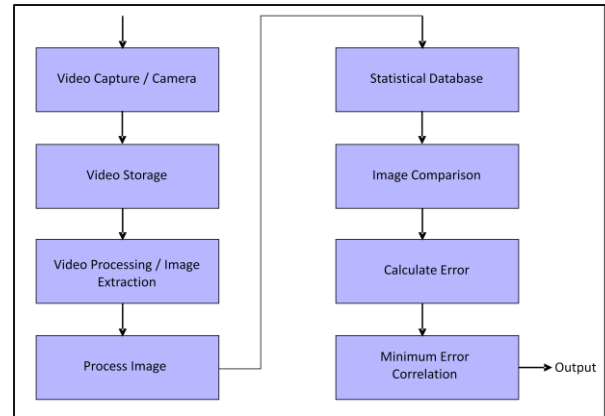 Video Capture / Camera
Video Storage
Video Processing / Image
Extraction
Process Image
Statistical Database
Image Comparison
Calculate Error
Minimum Error
Correlation
Output